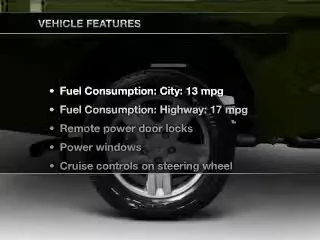 VEHICLE FEATURES
• Fuel Consumption: City: 13 mpg
• Fuel Consumption: Highway: 17 mpg
• Remote power door locks
• Power windows
• Cruise controls on steering wheel